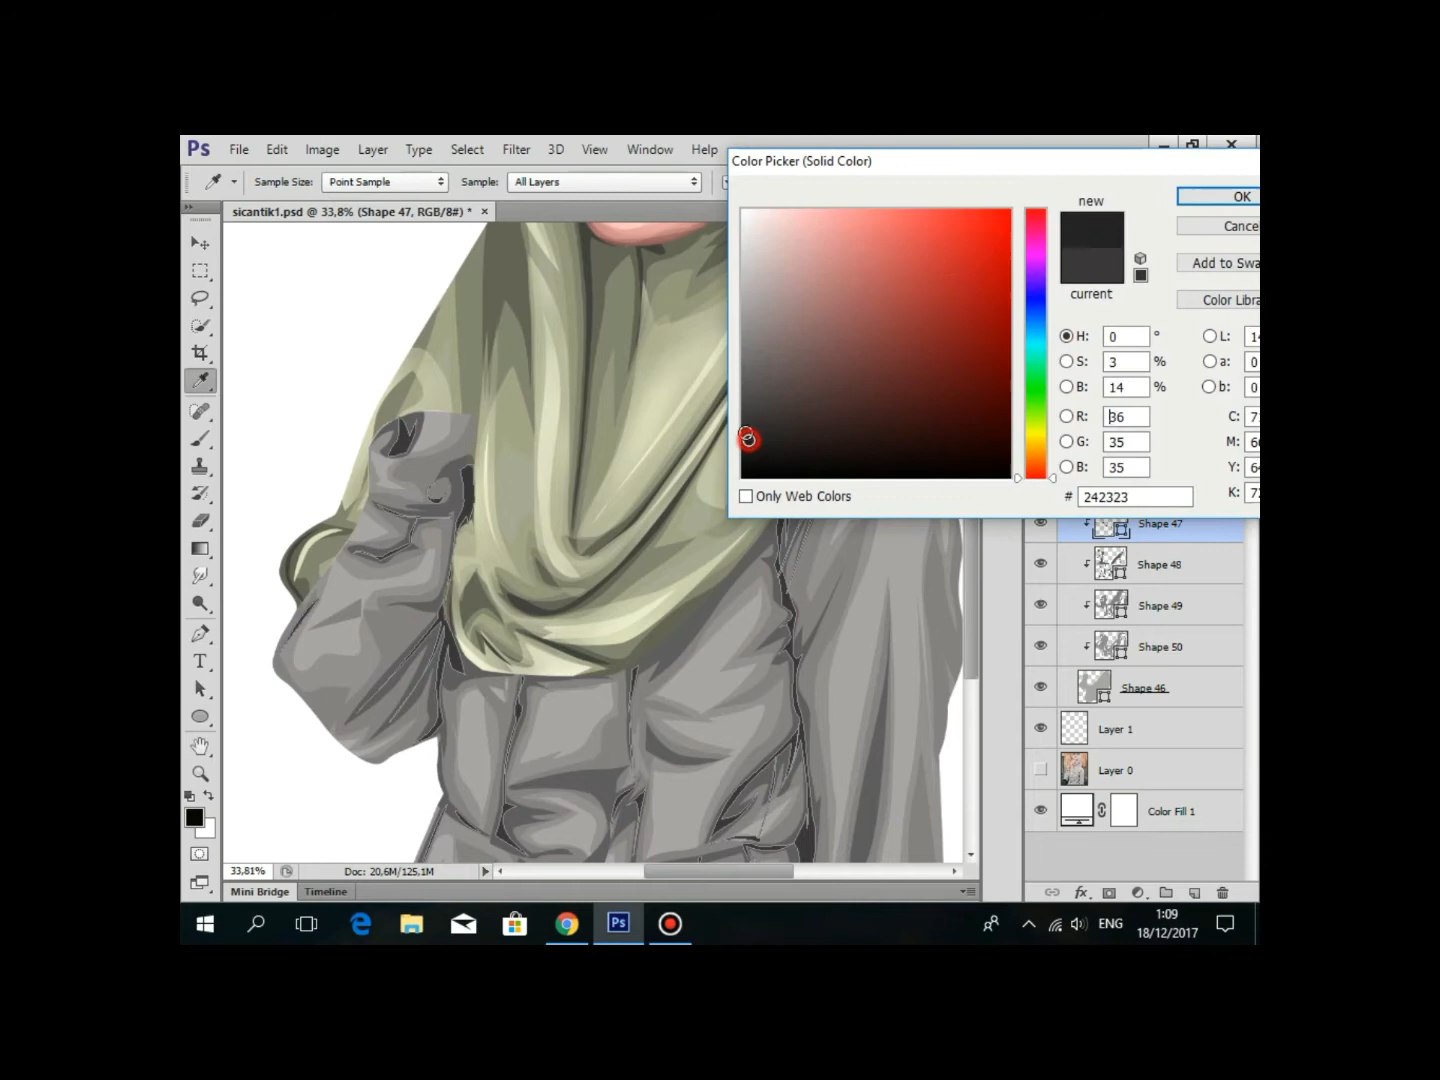 Ps File Edit Image Layer Type Select Filter 3D View Window Help
Color Picker (Solid Color)
Sample Size: Point Sample Sample: All Layers
sicantik1.psd @ 33,8% (Shape 47, RGB/8#) *
new
current
OK
Cance
Add to Swa
Color Libra
H: 0 °
S: 3 %
B: 14 %
R: 36
G: 35
B: 35
# 242323
L: 1
a: 0
b: 0
C: 7
M: 6
Y: 6
K: 7
Only Web Colors
Shape 47
Shape 48
Shape 49
Shape 50
Shape 46
Layer 1
Layer 0
Color Fill 1
T
33,81% Doc: 20,6M/125,1M
Mini Bridge Timeline
fx
Ps
ENG
1:09
18/12/2017